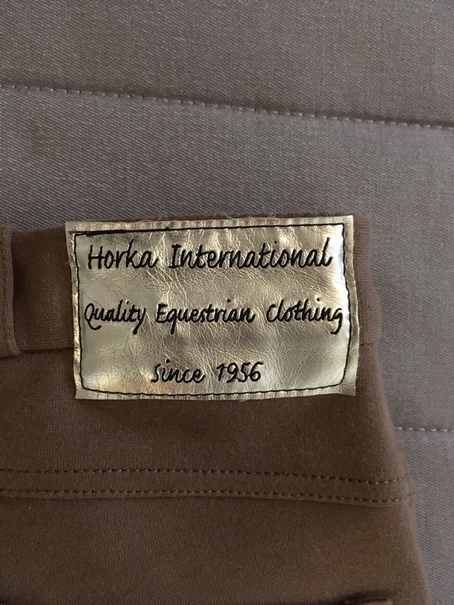 Horka International
Quality Equestrian Clothing
since 1956